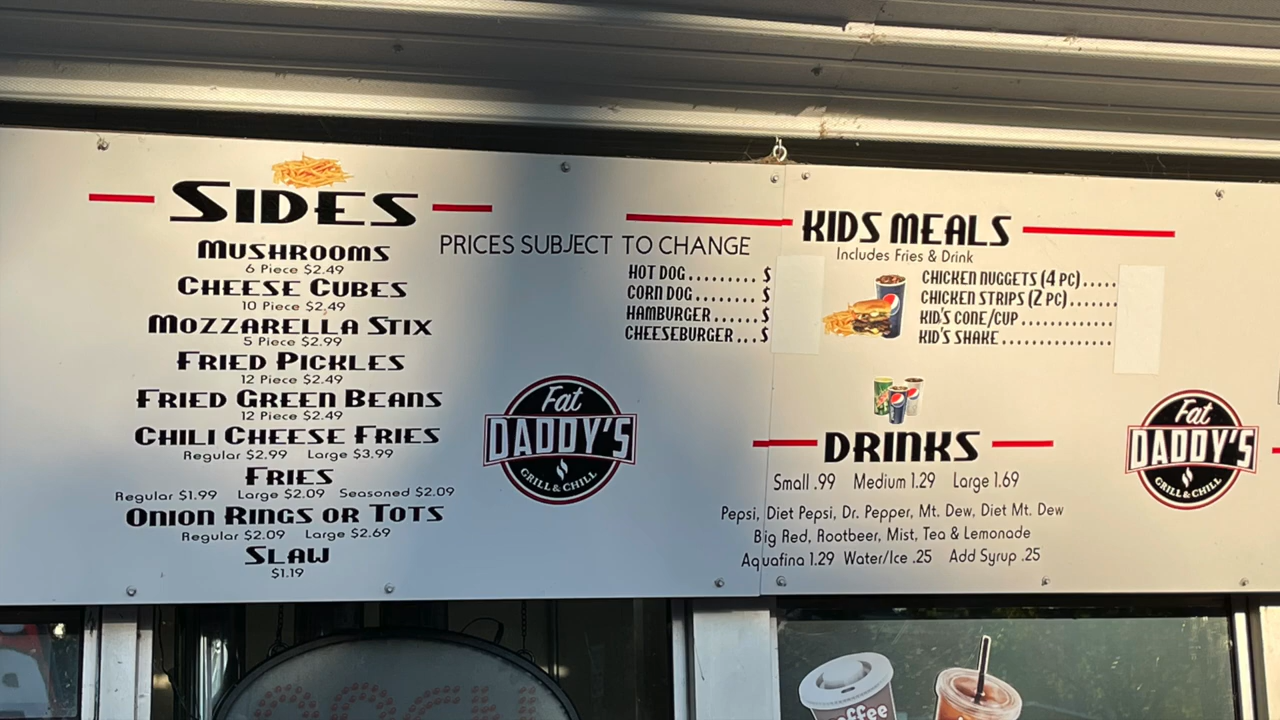 SIDES
MUSHROOMS
6 Piece $2.49
CHEESE CUBES
10 Piece $2.49
MOZZARELLA STIX
5 Piece $2.99
FRIED PICKLES
12 Piece $2.49
FRIED GREEN BEANS
12 Piece $2.49
CHILI CHEESE FRIES
Regular $2.99 Large $3.99
FRIES
Regular $1.99 Large $2.09 Seasoned $2.09
ONION RINGS OR TOTS
Regular $2.09 Large $2.69
SLAW
$1.19
PRICES SUBJECT TO CHANGE
KIDS MEALS
Includes Fries & Drink
HOT DOG.........$
CORN DOG........$
HAMBURGER......$
CHEESEBURGER...$
CHICKEN NUGGETS (4 PC).....
CHICKEN STRIPS (2 PC).......
KID'S CONE/CUP..............
KID'S SHAKE.................
Fat
DADDY'S
GRILL & CHILL
DRINKS
Small .99 Medium 1.29 Large 1.69
Pepsi, Diet Pepsi, Dr. Pepper, Mt. Dew, Diet Mt. Dew
Big Red, Rootbeer, Mist, Tea & Lemonade
Aquafina 1.29 Water/Ice .25 Add Syrup .25
Fat
DADDY'S
GRILL & CHILL
OPEN
coffee